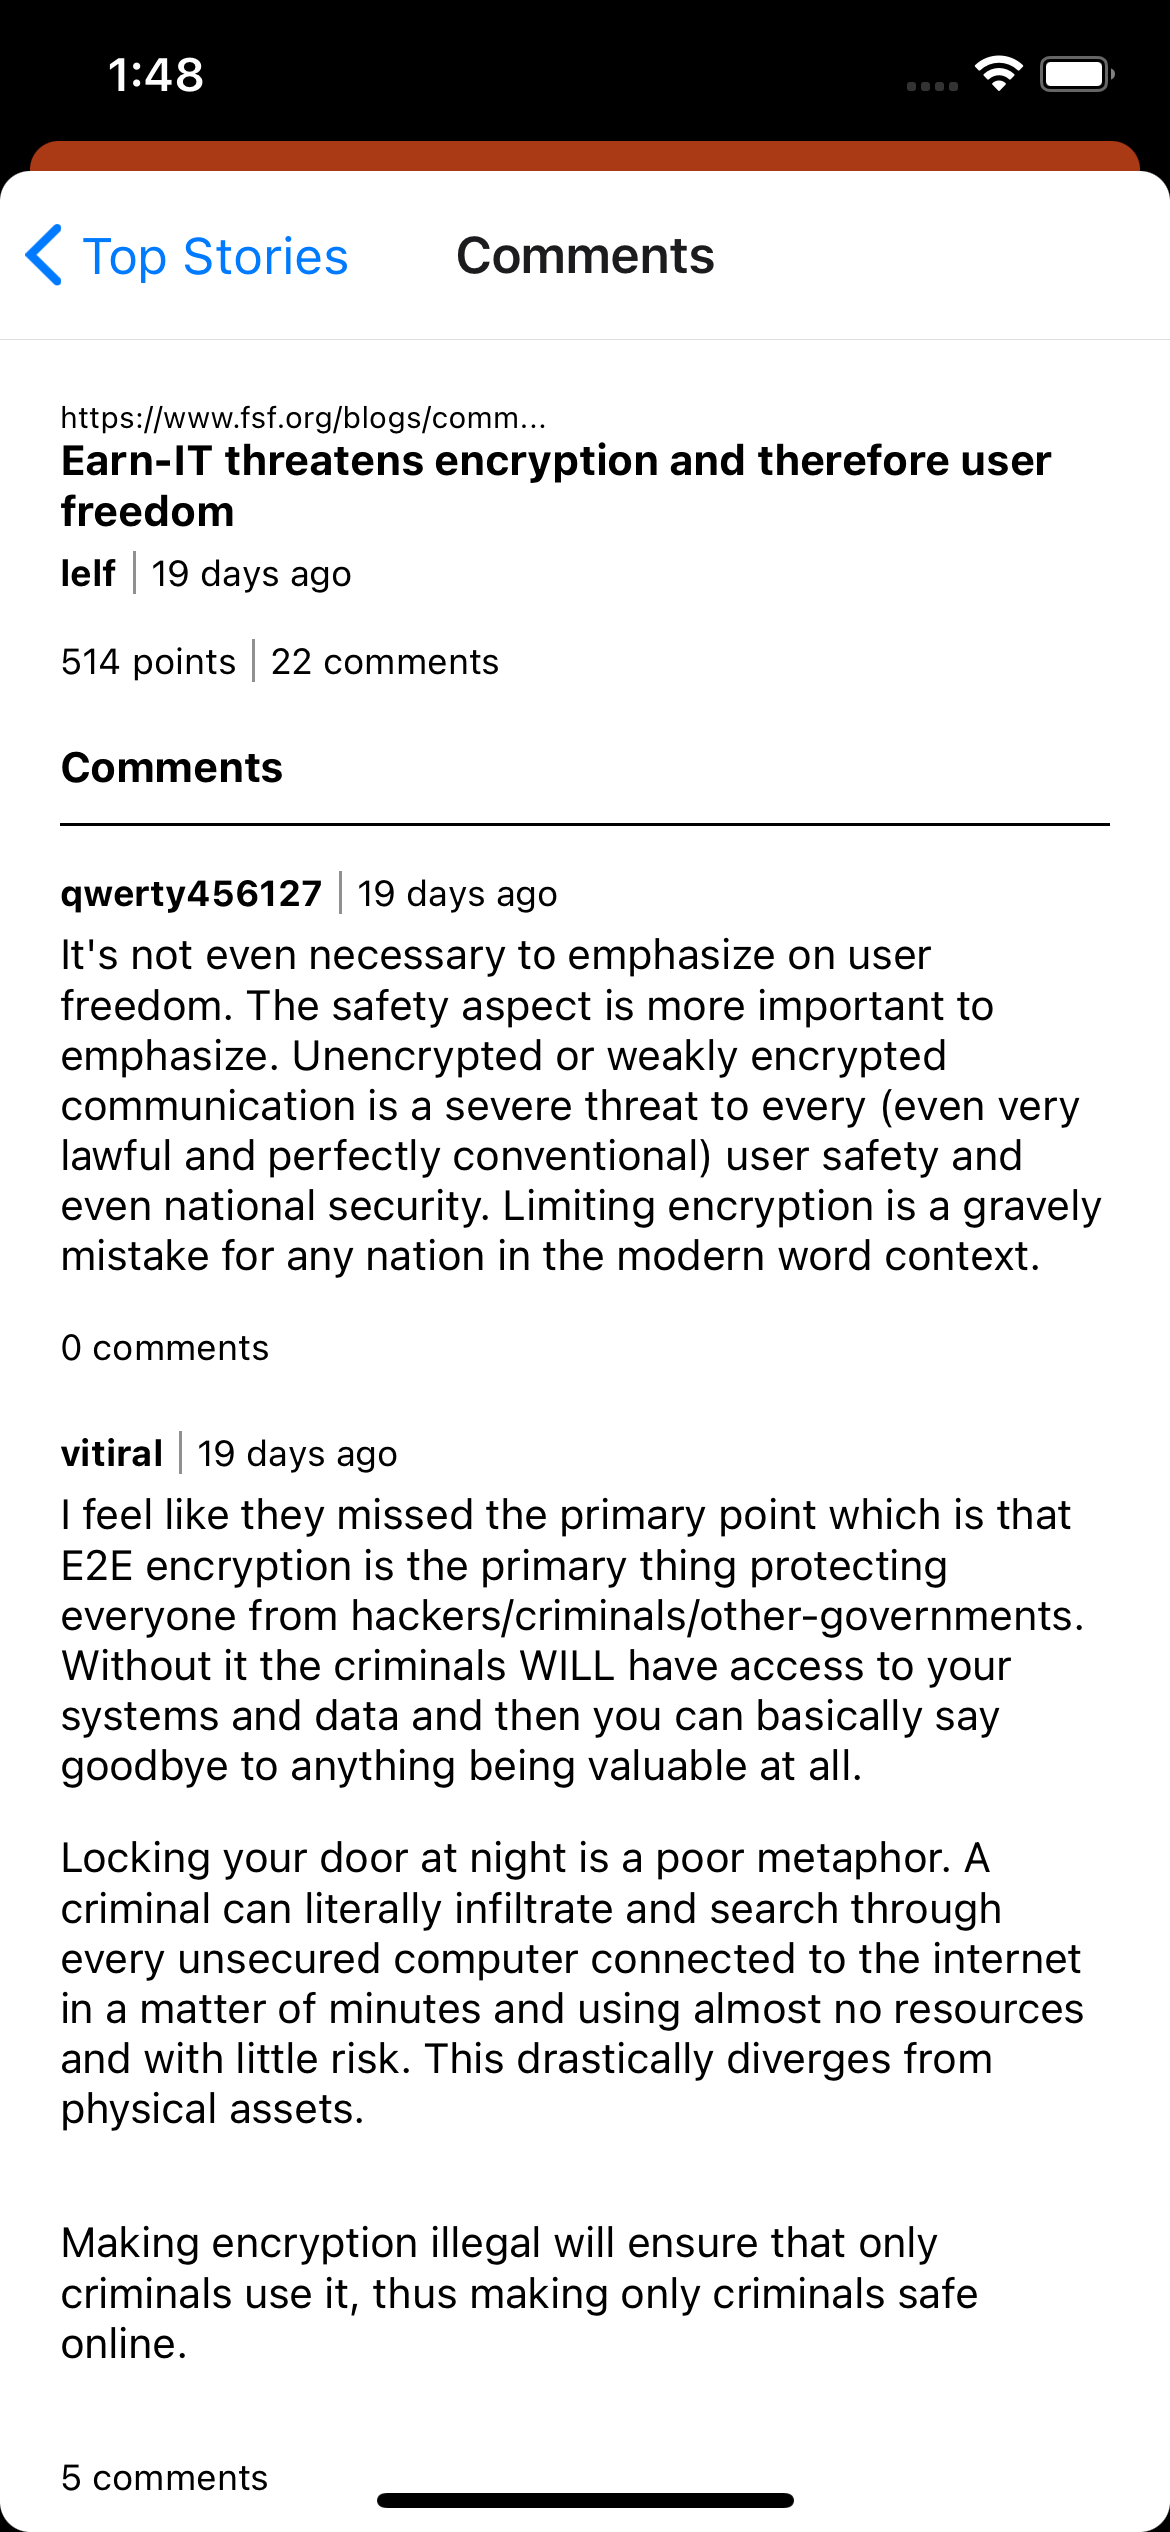 1:48
Top Stories
Comments
https://www.fsf.org/blogs/comm...
Earn-IT threatens encryption and therefore user
freedom
lelf | 19 days ago
514 points | 22 comments
Comments
qwerty456127 | 19 days ago
It's not even necessary to emphasize on user
freedom. The safety aspect is more important to
emphasize. Unencrypted or weakly encrypted
communication is a severe threat to every (even very
lawful and perfectly conventional) user safety and
even national security. Limiting encryption is a gravely
mistake for any nation in the modern word context.
0 comments
vitiral | 19 days ago
I feel like they missed the primary point which is that
E2E encryption is the primary thing protecting
everyone from hackers/criminals/other-governments.
Without it the criminals WILL have access to your
systems and data and then you can basically say
goodbye to anything being valuable at all.
Locking your door at night is a poor metaphor. A
criminal can literally infiltrate and search through
every unsecured computer connected to the internet
in a matter of minutes and using almost no resources
and with little risk. This drastically diverges from
physical assets.
Making encryption illegal will ensure that only
criminals use it, thus making only criminals safe
online.
5 comments